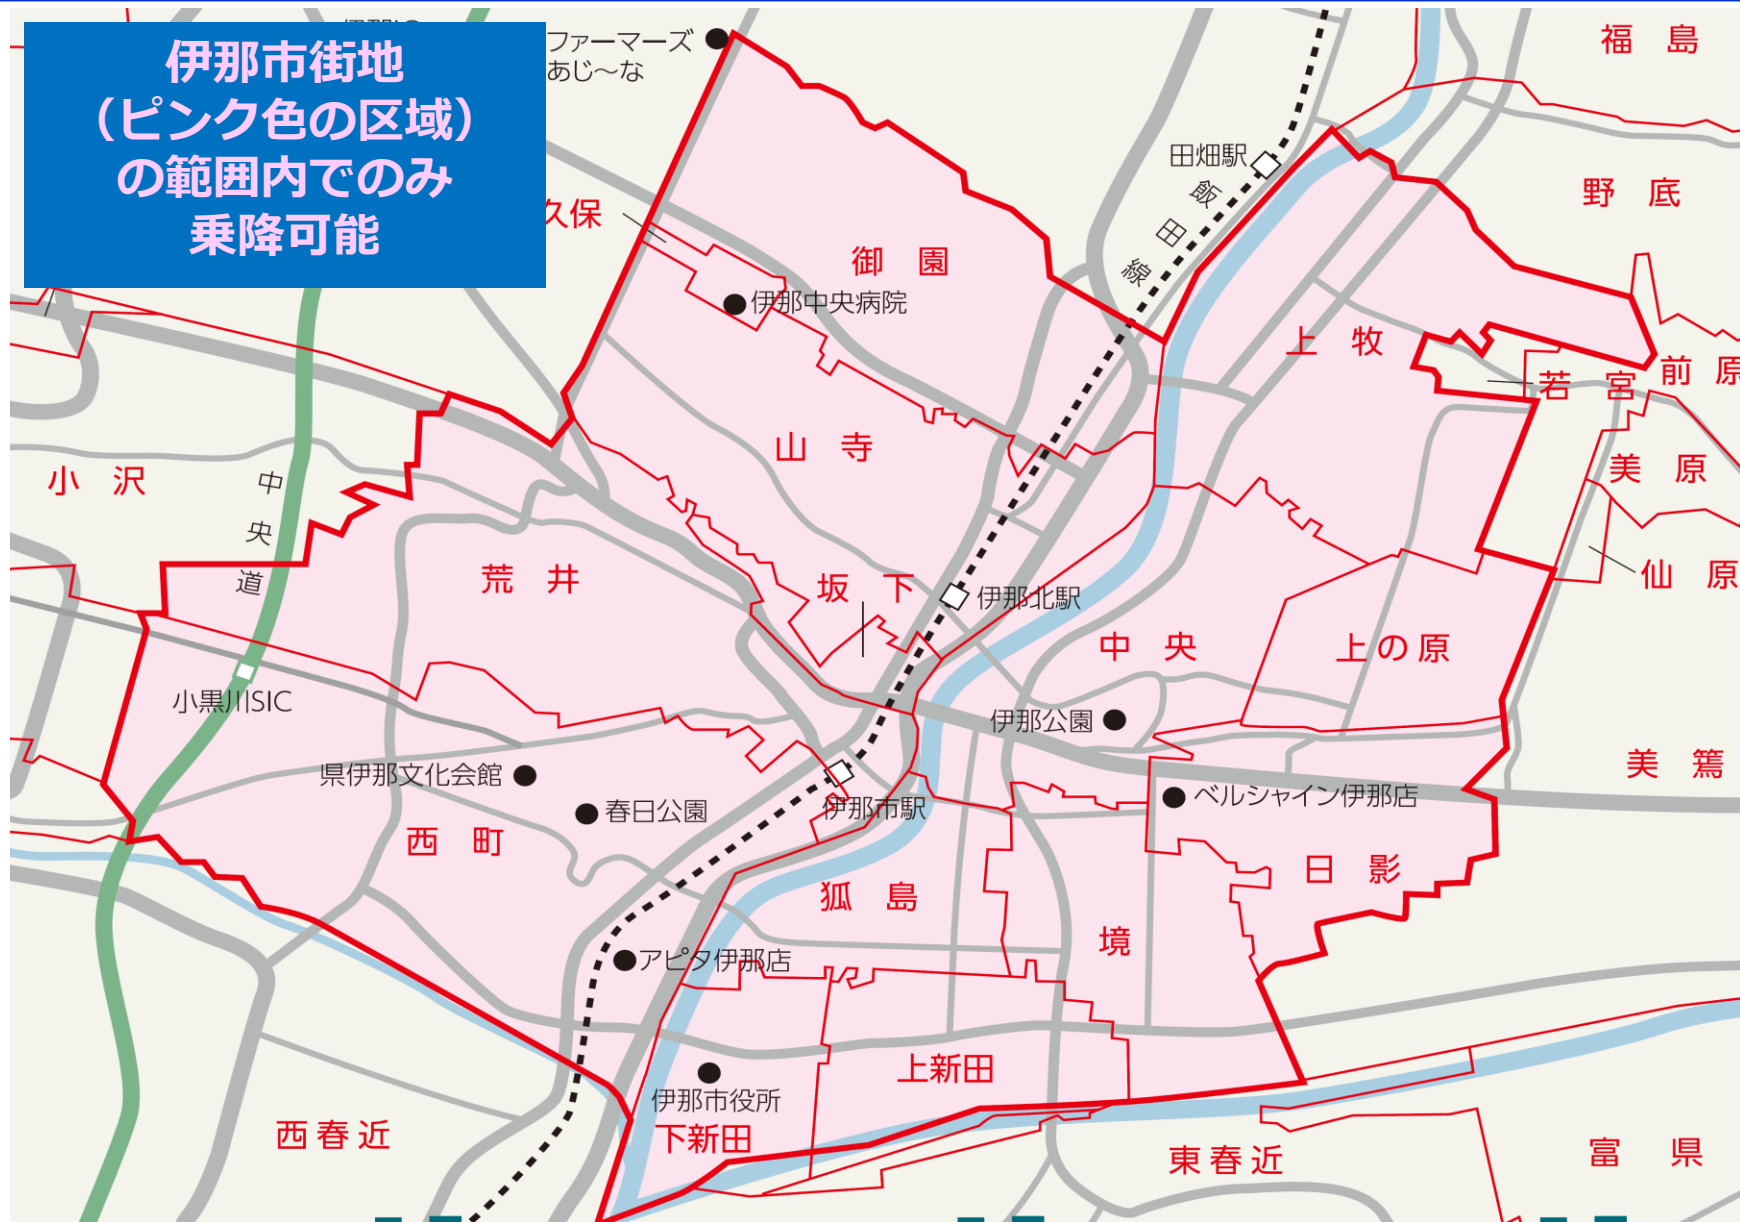 伊那市街地
（ピンク色の区域）
の範囲内でのみ
乗降可能
ファーマーズ
あじ～な
福島
田畑駅
飯田線
野底
久保
御園
伊那中央病院
上牧
若宮
前原
山寺
小沢
中央道
美原
荒井
坂下
伊那北駅
仙原
中央
上の原
小黒川SIC
伊那公園
県伊那文化会館
春日公園
伊那市駅
ベルシャイン伊那店
美篶
西町
狐島
日影
境
アピタ伊那店
上新田
伊那市役所
下新田
西春近
東春近
富県